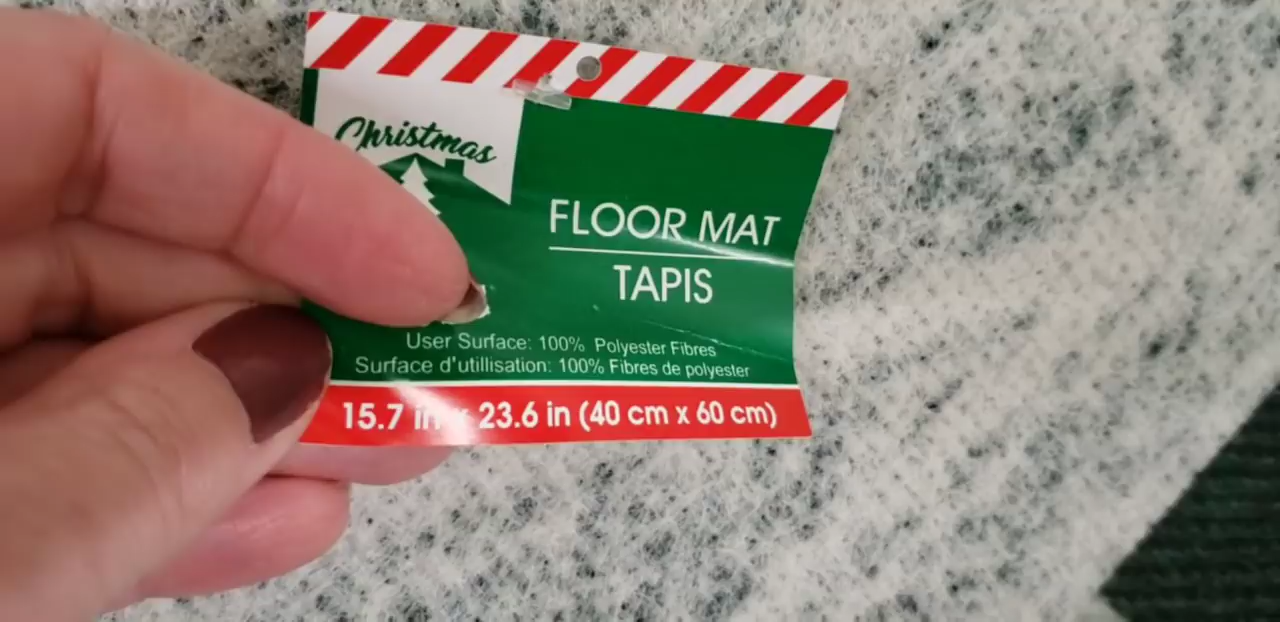 Christmas
FLOOR MAT
TAPIS
User Surface: 100% Polyester Fibres
Surface d'utillisation: 100% Fibres de polyester
15.7 in x 23.6 in (40 cm x 60 cm)